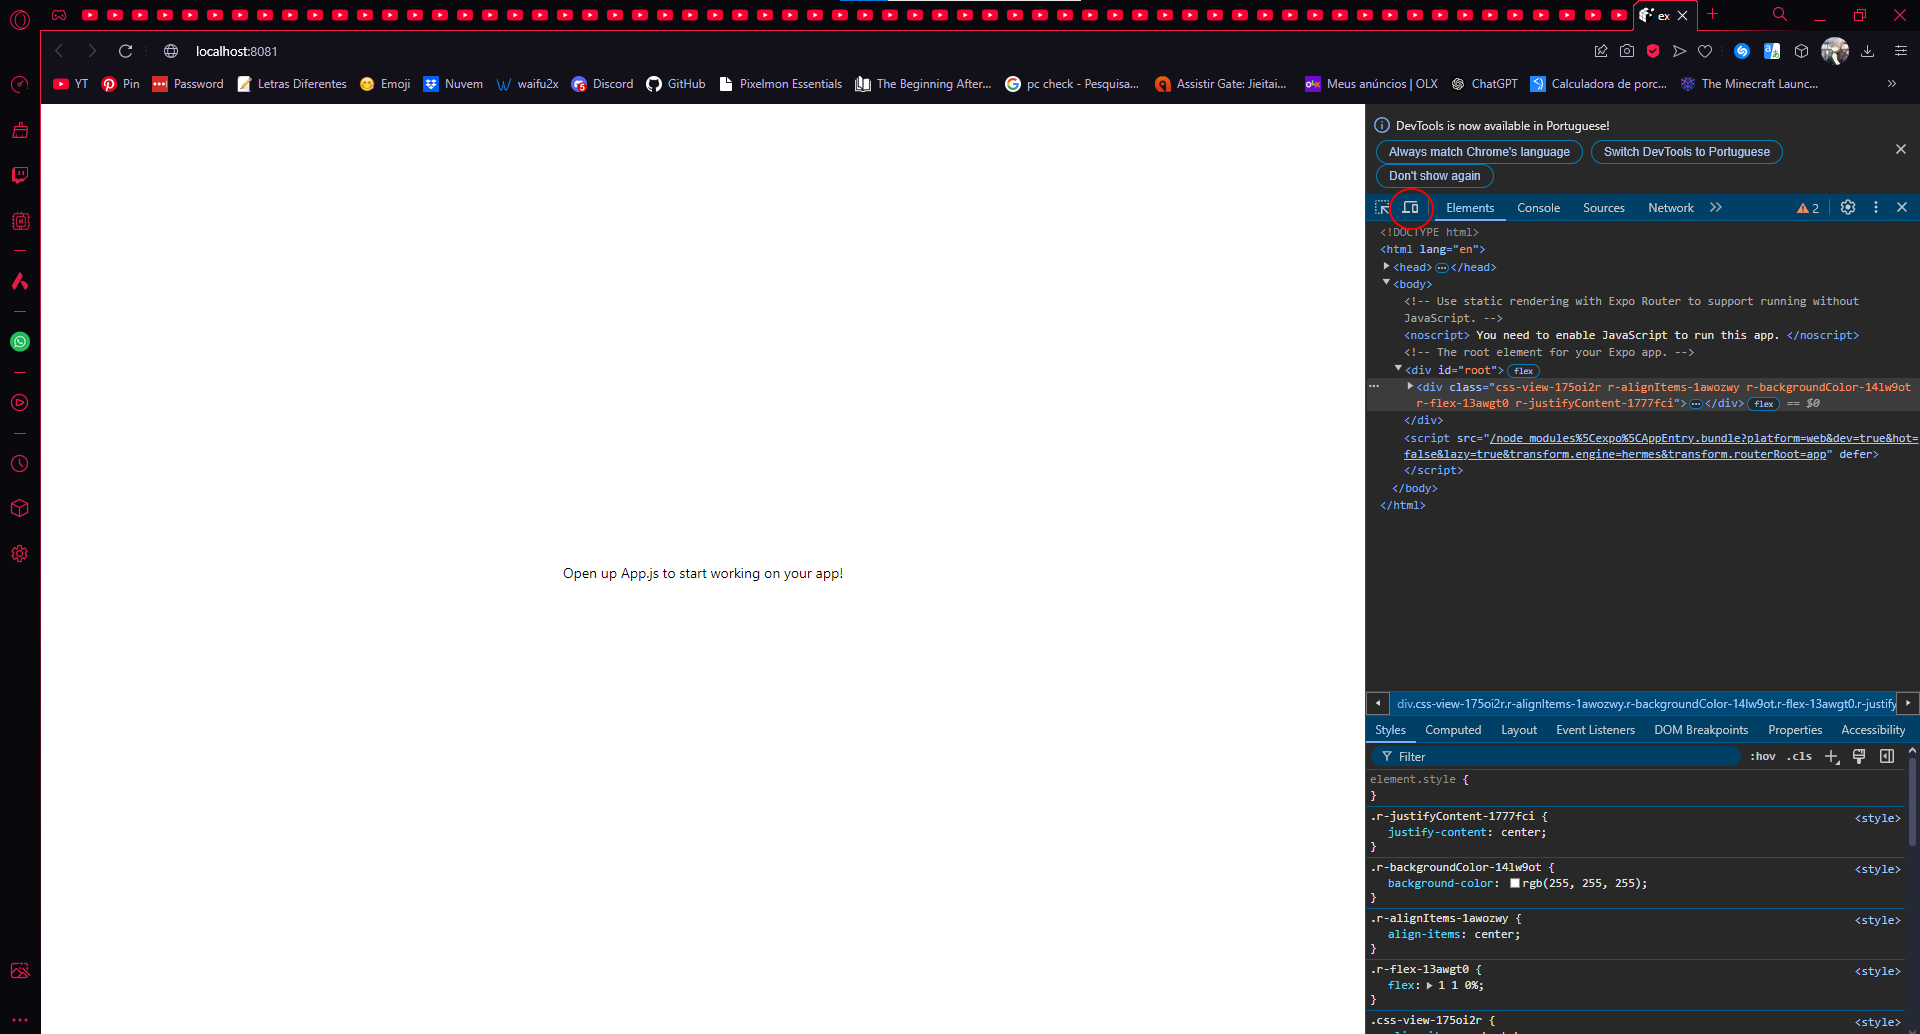 ex
localhost:8081
YT
Pin
Password
Letras Diferentes
Emoji
Nuvem
waifu2x
Discord
GitHub
Pixelmon Essentials
The Beginning After...
pc check - Pesquisa...
Assistir Gate: Jieitai...
Meus anúncios | OLX
ChatGPT
Calculadora de porc...
The Minecraft Launc...
Open up App.js to start working on your app!
DevTools is now available in Portuguese!
Always match Chrome's language
Switch DevTools to Portuguese
Don't show again
Elements
Console
Sources
Network
2
<!DOCTYPE html>
<html lang="en">
<head> ••• </head>
<body>
<!-- Use static rendering with Expo Router to support running without
JavaScript. -->
<noscript> You need to enable JavaScript to run this app. </noscript>
<!-- The root element for your Expo app. -->
<div id="root"> flex
<div class="css-view-175oi2r r-alignItems-1awozwy r-backgroundColor-14lw9ot
r-flex-13awgt0 r-justifyContent-1777fci"> ••• </div> flex == $0
</div>
<script src="/node_modules%5Cexpo%5CAppEntry.bundle?platform=web&dev=true&hot=
false&lazy=true&transform.engine=hermes&transform.routerRoot=app" defer>
</script>
</body>
</html>
div.css-view-175oi2r.r-alignItems-1awozwy.r-backgroundColor-14lw9ot.r-flex-13awgt0.r-justify
Styles
Computed
Layout
Event Listeners
DOM Breakpoints
Properties
Accessibility
Filter
:hov
.cls
element.style {
}
.r-justifyContent-1777fci {
<style>
justify-content: center;
}
.r-backgroundColor-14lw9ot {
<style>
background-color: rgb(255, 255, 255);
}
.r-alignItems-1awozwy {
<style>
align-items: center;
}
.r-flex-13awgt0 {
<style>
flex: 1 1 0%;
}
.css-view-175oi2r {
<style>